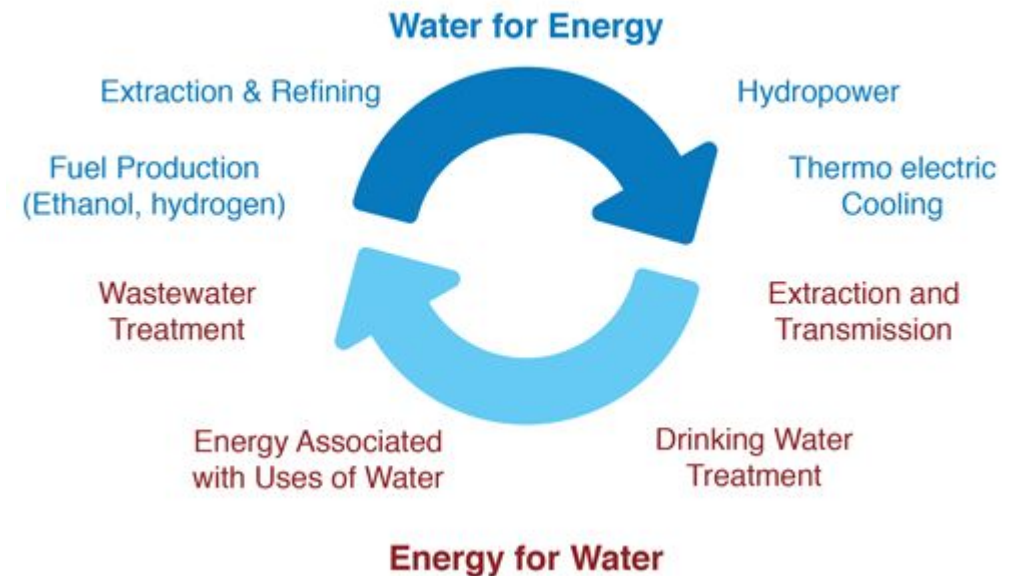 Water for Energy
Extraction & Refining
Hydropower
Fuel Production
(Ethanol, hydrogen)
Thermo electric
Cooling
Wastewater
Treatment
Extraction and
Transmission
Energy Associated
with Uses of Water
Drinking Water
Treatment
Energy for Water